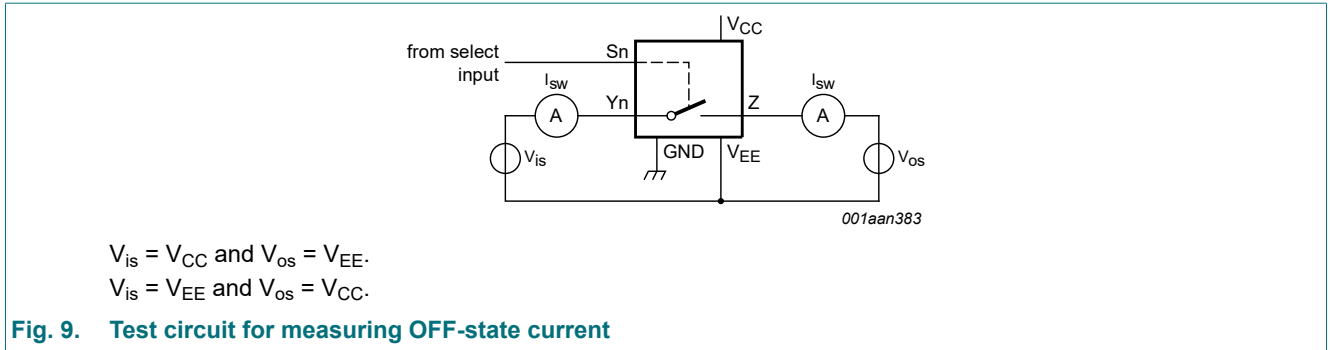 VCC
from select
input
Sn
Isw
Yn
Z
Isw
A
A
GND
VEE
Vis
Vos
001aan383
Vis = VCC and Vos = VEE.
Vis = VEE and Vos = VCC.
Fig. 9. Test circuit for measuring OFF-state current